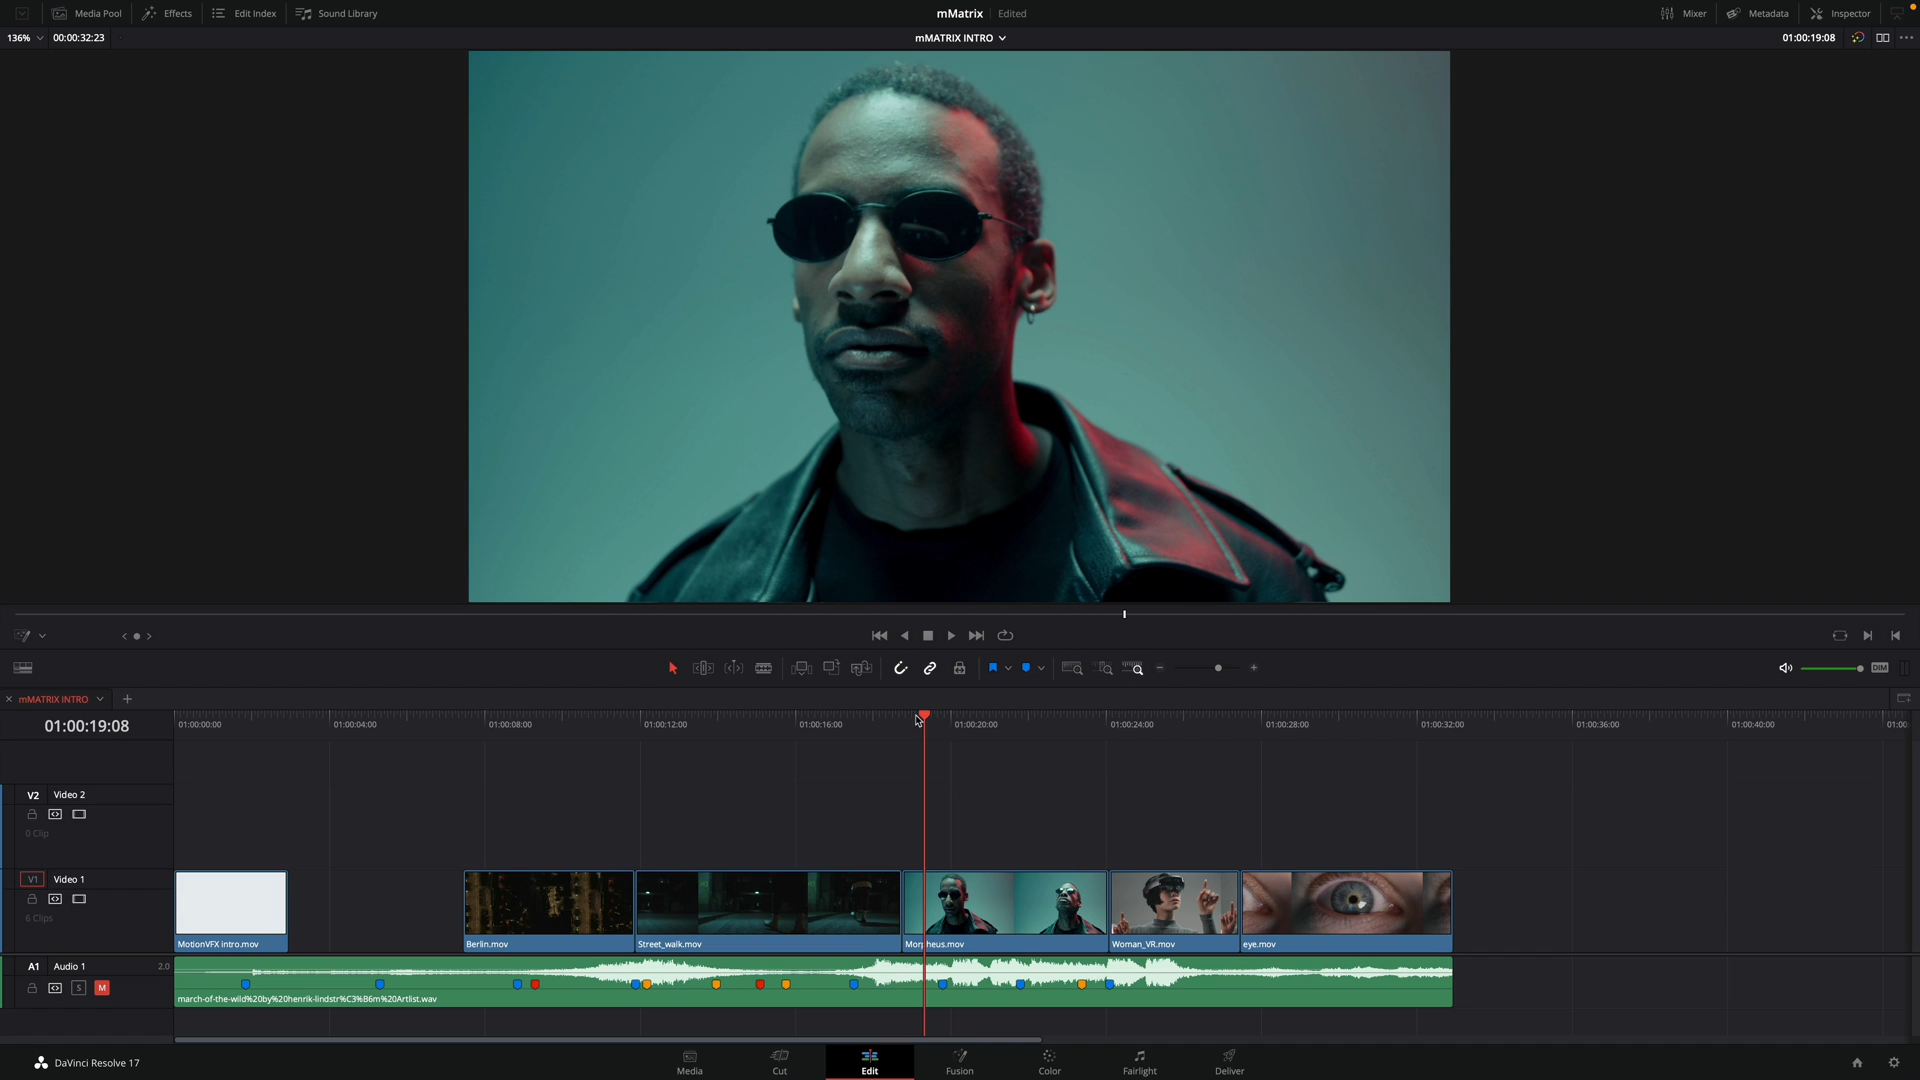 Media Pool Effects Edit Index Sound Library mMatrix Edited Mixer Metadata Inspector
136% 00:00:32:23 mMATRIX INTRO 01:00:19:08
DIM
mMATRIX INTRO
01:00:19:08 01:00:00:00 01:00:04:00 01:00:08:00 01:00:12:00 01:00:16:00 01:00:20:00 01:00:24:00 01:00:28:00 01:00:32:00 01:00:36:00 01:00:40:00 01:00:
V2 Video 2
0 Clip
V1 Video 1
6 Clips
MotionVFX intro.mov Berlin.mov Street_walk.mov Morpheus.mov Woman_VR.mov eye.mov
A1 Audio 1 2.0
S M
march-of-the-wild%20by%20henrik-lindstr%C3%B6m%20Artlist.wav
DaVinci Resolve 17 Media Cut Edit Fusion Color Fairlight Deliver